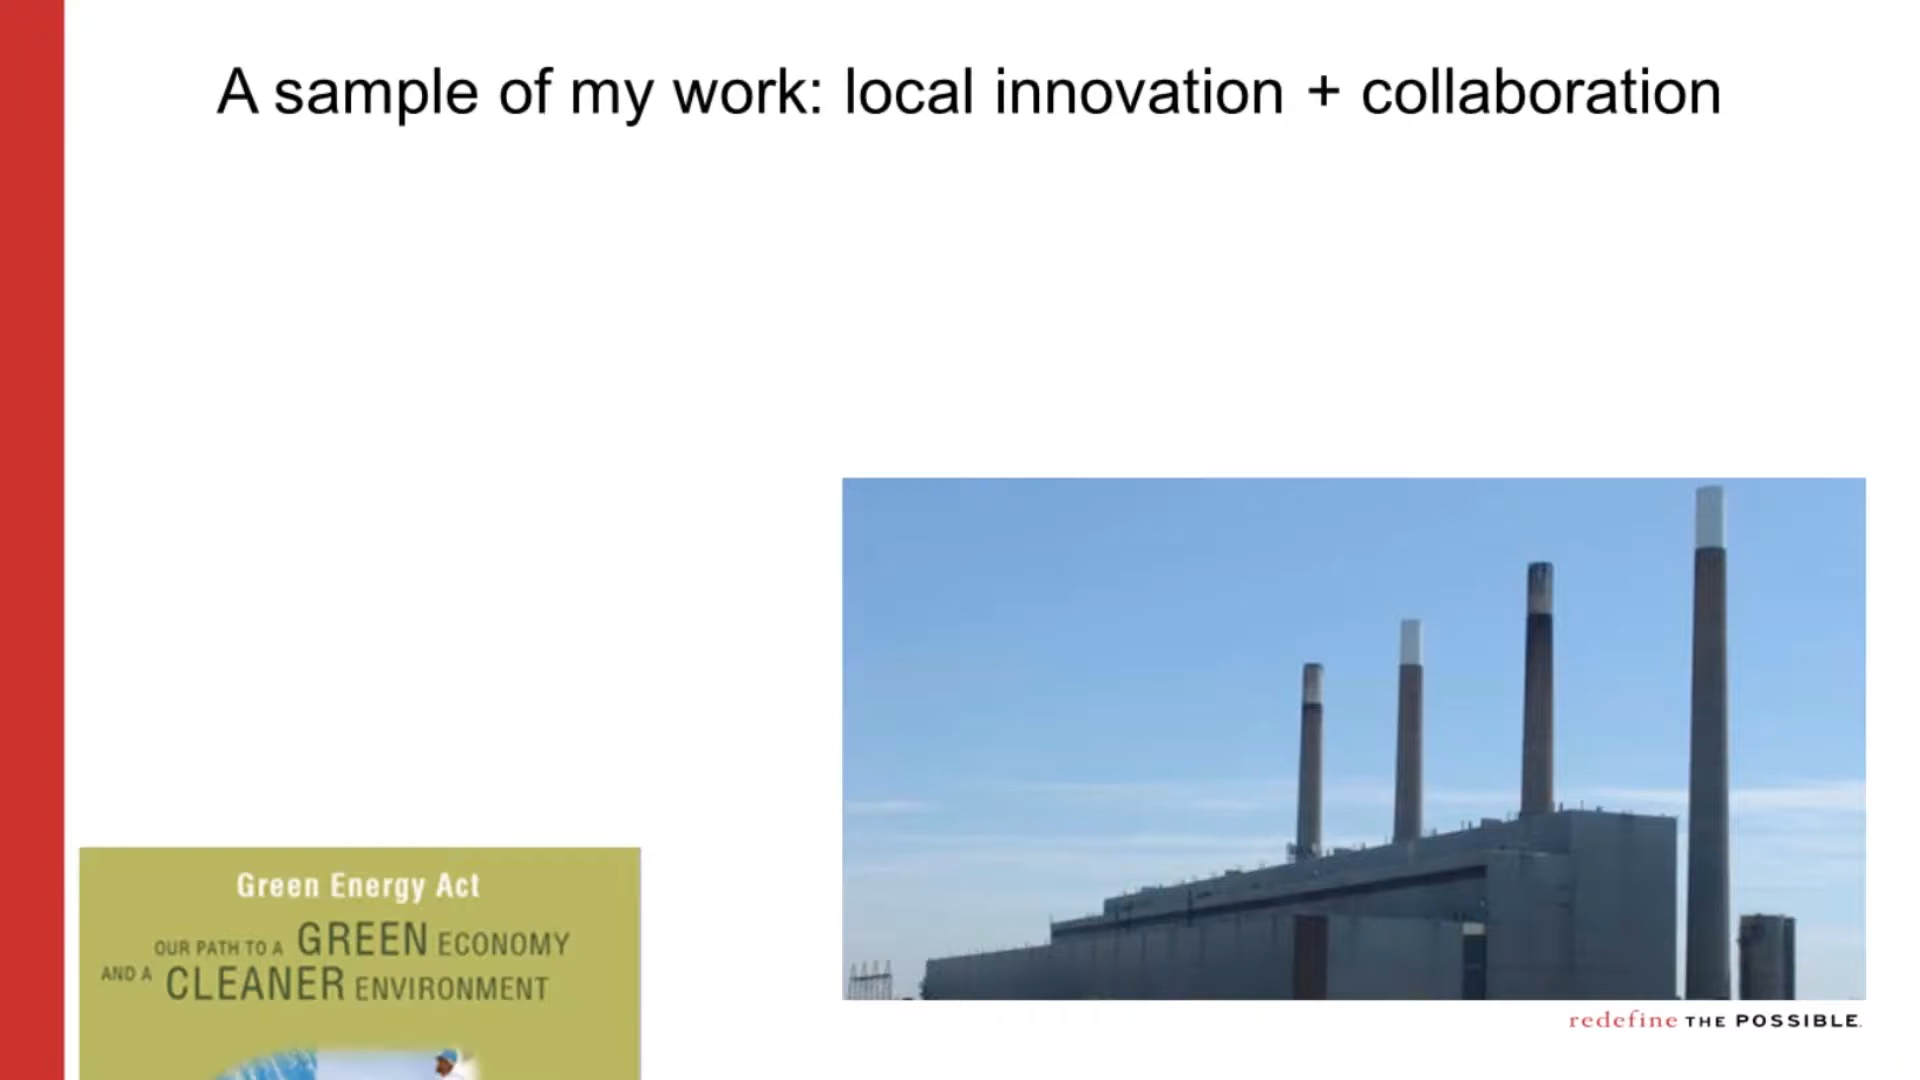 A sample of my work: local innovation + collaboration
Green Energy Act
OUR PATH TO A GREEN ECONOMY
AND A CLEANER ENVIRONMENT
redefine THE POSSIBLE.